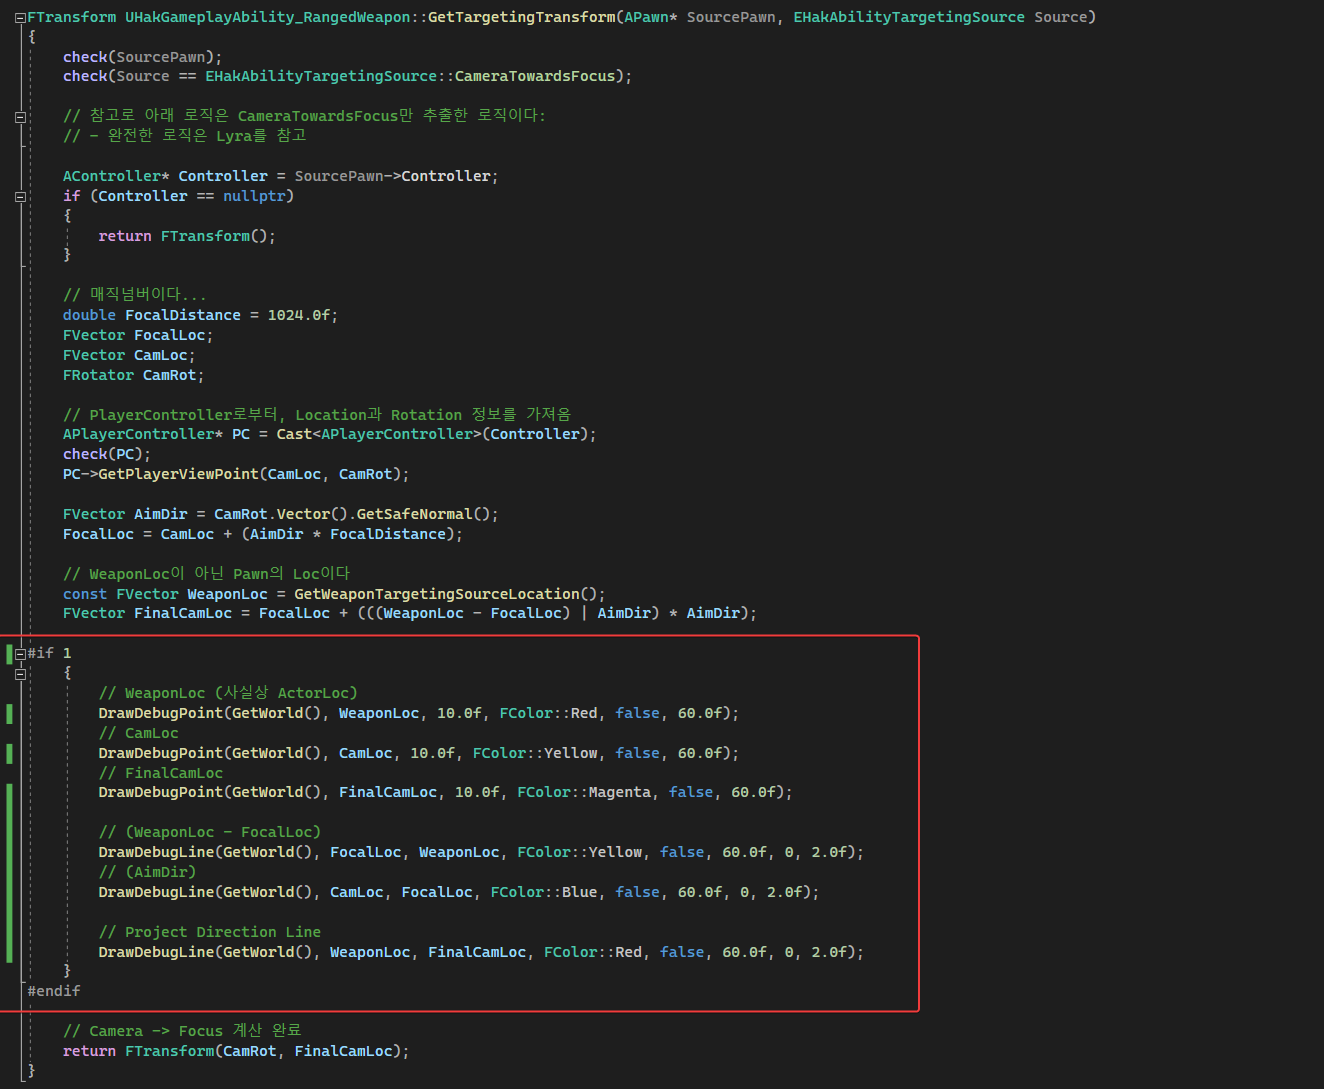 FTransform UHakGameplayAbility_RangedWeapon::GetTargetingTransform(APawn* SourcePawn, EHakAbilityTargetingSource Source)
{
    check(SourcePawn);
    check(Source == EHakAbilityTargetingSource::CameraTowardsFocus);
    // 참고로 아래 로직은 CameraTowardsFocus만 추출한 로직이다:
    // - 완전한 로직은 Lyra를 참고
    AController* Controller = SourcePawn->Controller;
    if (Controller == nullptr)
    {
        return FTransform();
    }
    // 매직넘버이다...
    double FocalDistance = 1024.0f;
    FVector FocalLoc;
    FVector CamLoc;
    FRotator CamRot;
    // PlayerController로부터, Location과 Rotation 정보를 가져옴
    APlayerController* PC = Cast<APlayerController>(Controller);
    check(PC);
    PC->GetPlayerViewPoint(CamLoc, CamRot);
    FVector AimDir = CamRot.Vector().GetSafeNormal();
    FocalLoc = CamLoc + (AimDir * FocalDistance);
    // WeaponLoc이 아닌 Pawn의 Loc이다
    const FVector WeaponLoc = GetWeaponTargetingSourceLocation();
    FVector FinalCamLoc = FocalLoc + (((WeaponLoc - FocalLoc) | AimDir) * AimDir);
#if 1
    {
        // WeaponLoc (사실상 ActorLoc)
        DrawDebugPoint(GetWorld(), WeaponLoc, 10.0f, FColor::Red, false, 60.0f);
        // CamLoc
        DrawDebugPoint(GetWorld(), CamLoc, 10.0f, FColor::Yellow, false, 60.0f);
        // FinalCamLoc
        DrawDebugPoint(GetWorld(), FinalCamLoc, 10.0f, FColor::Magenta, false, 60.0f);
        // (WeaponLoc - FocalLoc)
        DrawDebugLine(GetWorld(), FocalLoc, WeaponLoc, FColor::Yellow, false, 60.0f, 0, 2.0f);
        // (AimDir)
        DrawDebugLine(GetWorld(), CamLoc, FocalLoc, FColor::Blue, false, 60.0f, 0, 2.0f);
        // Project Direction Line
        DrawDebugLine(GetWorld(), WeaponLoc, FinalCamLoc, FColor::Red, false, 60.0f, 0, 2.0f);
    }
#endif
    // Camera -> Focus 계산 완료
    return FTransform(CamRot, FinalCamLoc);
}